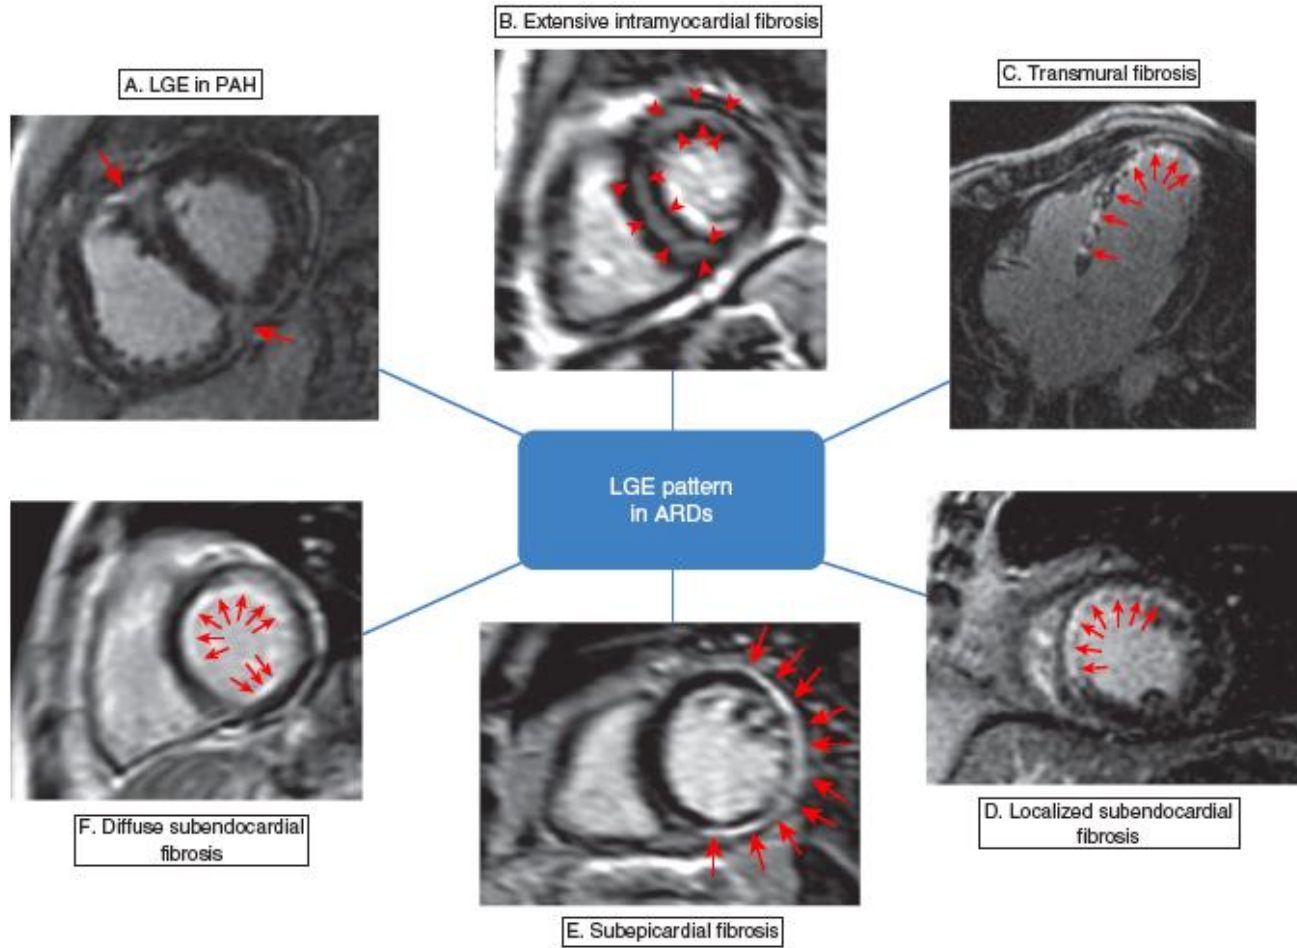 B. Extensive intramyocardial fibrosis
A. LGE in PAH
C. Transmural fibrosis
LGE pattern
in ARDs
F. Diffuse subendocardial
fibrosis
D. Localized subendocardial
fibrosis
E. Subepicardial fibrosis